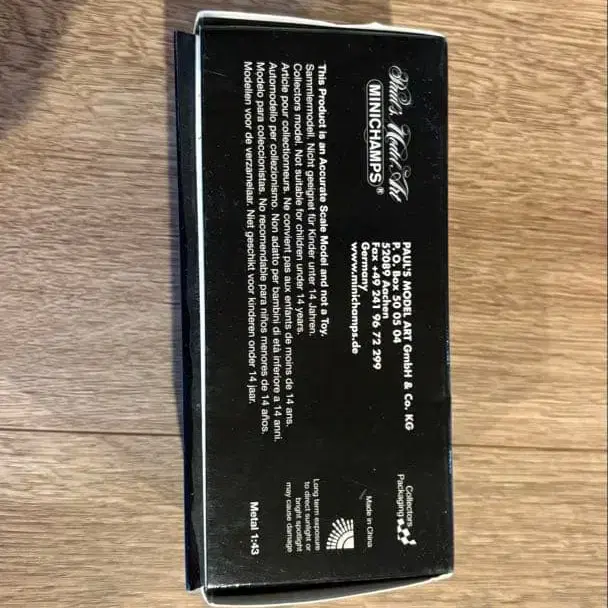 Paul's Model Art
MINICHAMPS®
PAUL'S MODEL ART GmbH & Co. KG
P. O. Box 50 05 04
52089 Aachen
Fax +49 241 96 72 299
Germany
www.minichamps.de
Collectors
Packaging
Made in China
This Product is an Accurate Scale Model and not a Toy.
Sammlermodell. Nicht geeignet für Kinder unter 14 Jahren.
Collectors model. Not suitable for children under 14 years.
Article pour collectionneurs. Ne convient pas aux enfants de moins de 14 ans.
Automodello per collezionismo. Non adatto per bambini di età inferiore a 14 anni.
Modelo para coleccionistas. No recomendable para niños menores de 14 años.
Modellen voor de verzamelaar. Niet geschikt voor kinderen onder 14 jaar.
Long term exposure
to direct sunlight or
bright spotlight
may cause damage
Metal 1:43